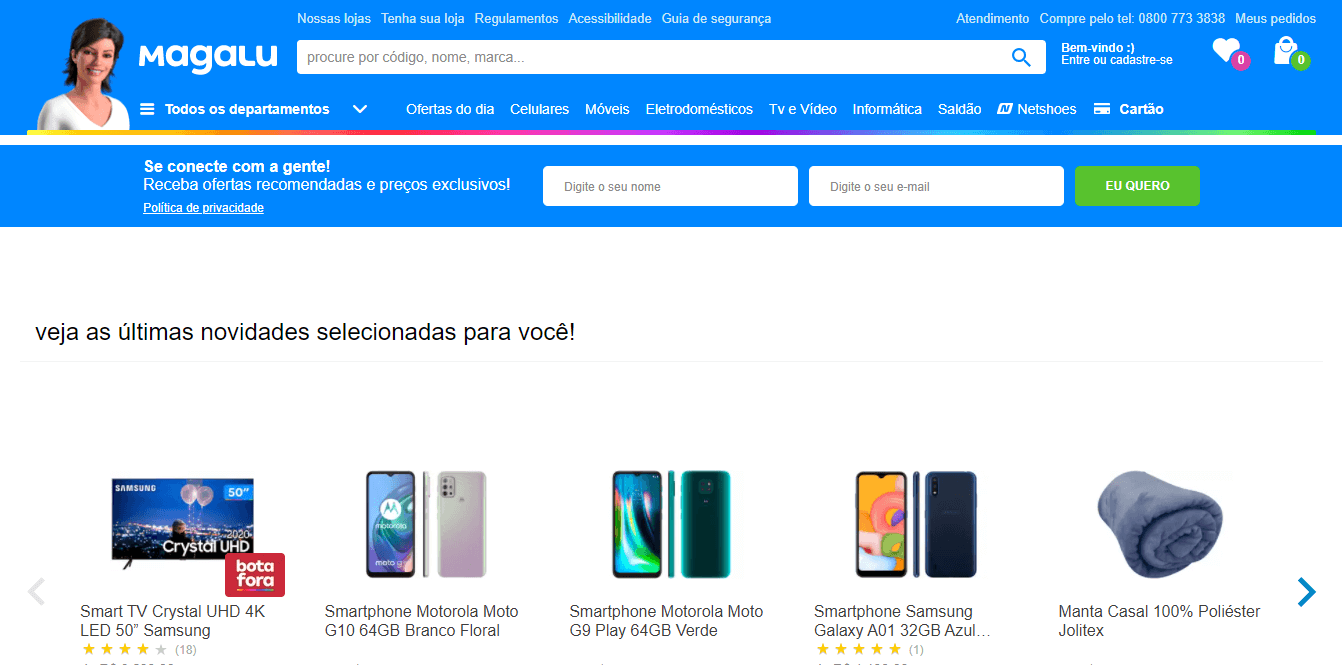 Nossas lojas Tenha sua loja Regulamentos Acessibilidade Guia de segurança Atendimento Compre pelo tel: 0800 773 3838 Meus pedidos
MagaLu procure por código, nome, marca...
Bem-vindo :)
Entre ou cadastre-se
0 0
Todos os departamentos Ofertas do dia Celulares Móveis Eletrodomésticos Tv e Vídeo Informática Saldão N Netshoes Cartão
Se conecte com a gente!
Receba ofertas recomendadas e preços exclusivos!
Política de privacidade
Digite o seu nome Digite o seu e-mail EU QUERO
veja as últimas novidades selecionadas para você!
SAMSUNG 50"
2020
Crystal UHD
bota
fora
motorola
moto g
Smart TV Crystal UHD 4K
LED 50” Samsung
(18)
Smartphone Motorola Moto
G10 64GB Branco Floral
Smartphone Motorola Moto
G9 Play 64GB Verde
Smartphone Samsung
Galaxy A01 32GB Azul...
(1)
Manta Casal 100% Poliéster
Jolitex